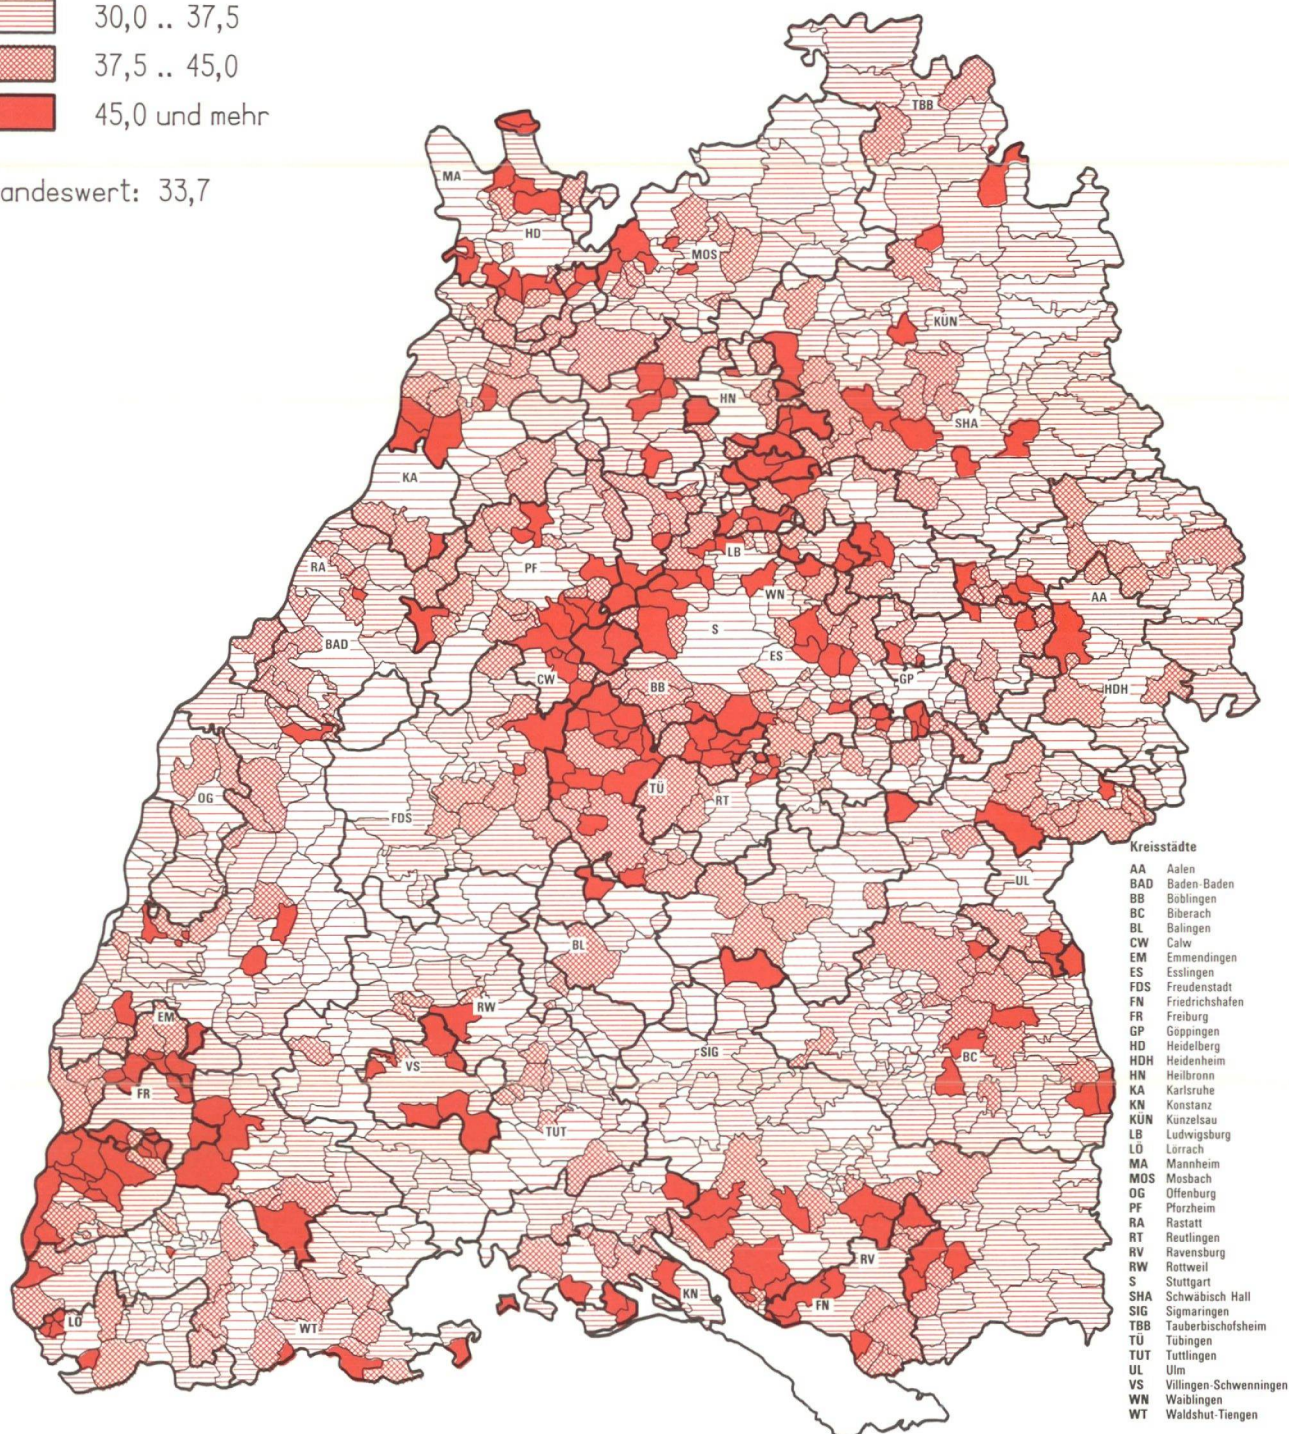 30,0 .. 37,5
37,5 .. 45,0
45,0 und mehr
andeswert: 33,7
TBB
MA
HD
MOS
KÜN
HN
SHA
KA
LB
PF
RA
WN
AA
S
BAD
ES
CW
BB
GP
HDH
TÜ
RT
OG
FDS
UL
BL
RW
EM
SIG
BC
VS
FR
TUT
RV
KN
FN
LÖ
WT
Kreisstädte
AA Aalen
BAD Baden-Baden
BB Böblingen
BC Biberach
BL Balingen
CW Calw
EM Emmendingen
ES Esslingen
FDS Freudenstadt
FN Friedrichshafen
FR Freiburg
GP Göppingen
HD Heidelberg
HDH Heidenheim
HN Heilbronn
KA Karlsruhe
KN Konstanz
KÜN Künzelsau
LB Ludwigsburg
LÖ Lörrach
MA Mannheim
MOS Mosbach
OG Offenburg
PF Pforzheim
RA Rastatt
RT Reutlingen
RV Ravensburg
RW Rottweil
S Stuttgart
SHA Schwäbisch Hall
SIG Sigmaringen
TBB Tauberbischofsheim
TÜ Tübingen
TUT Tuttlingen
UL Ulm
VS Villingen-Schwenningen
WN Waiblingen
WT Waldshut-Tiengen